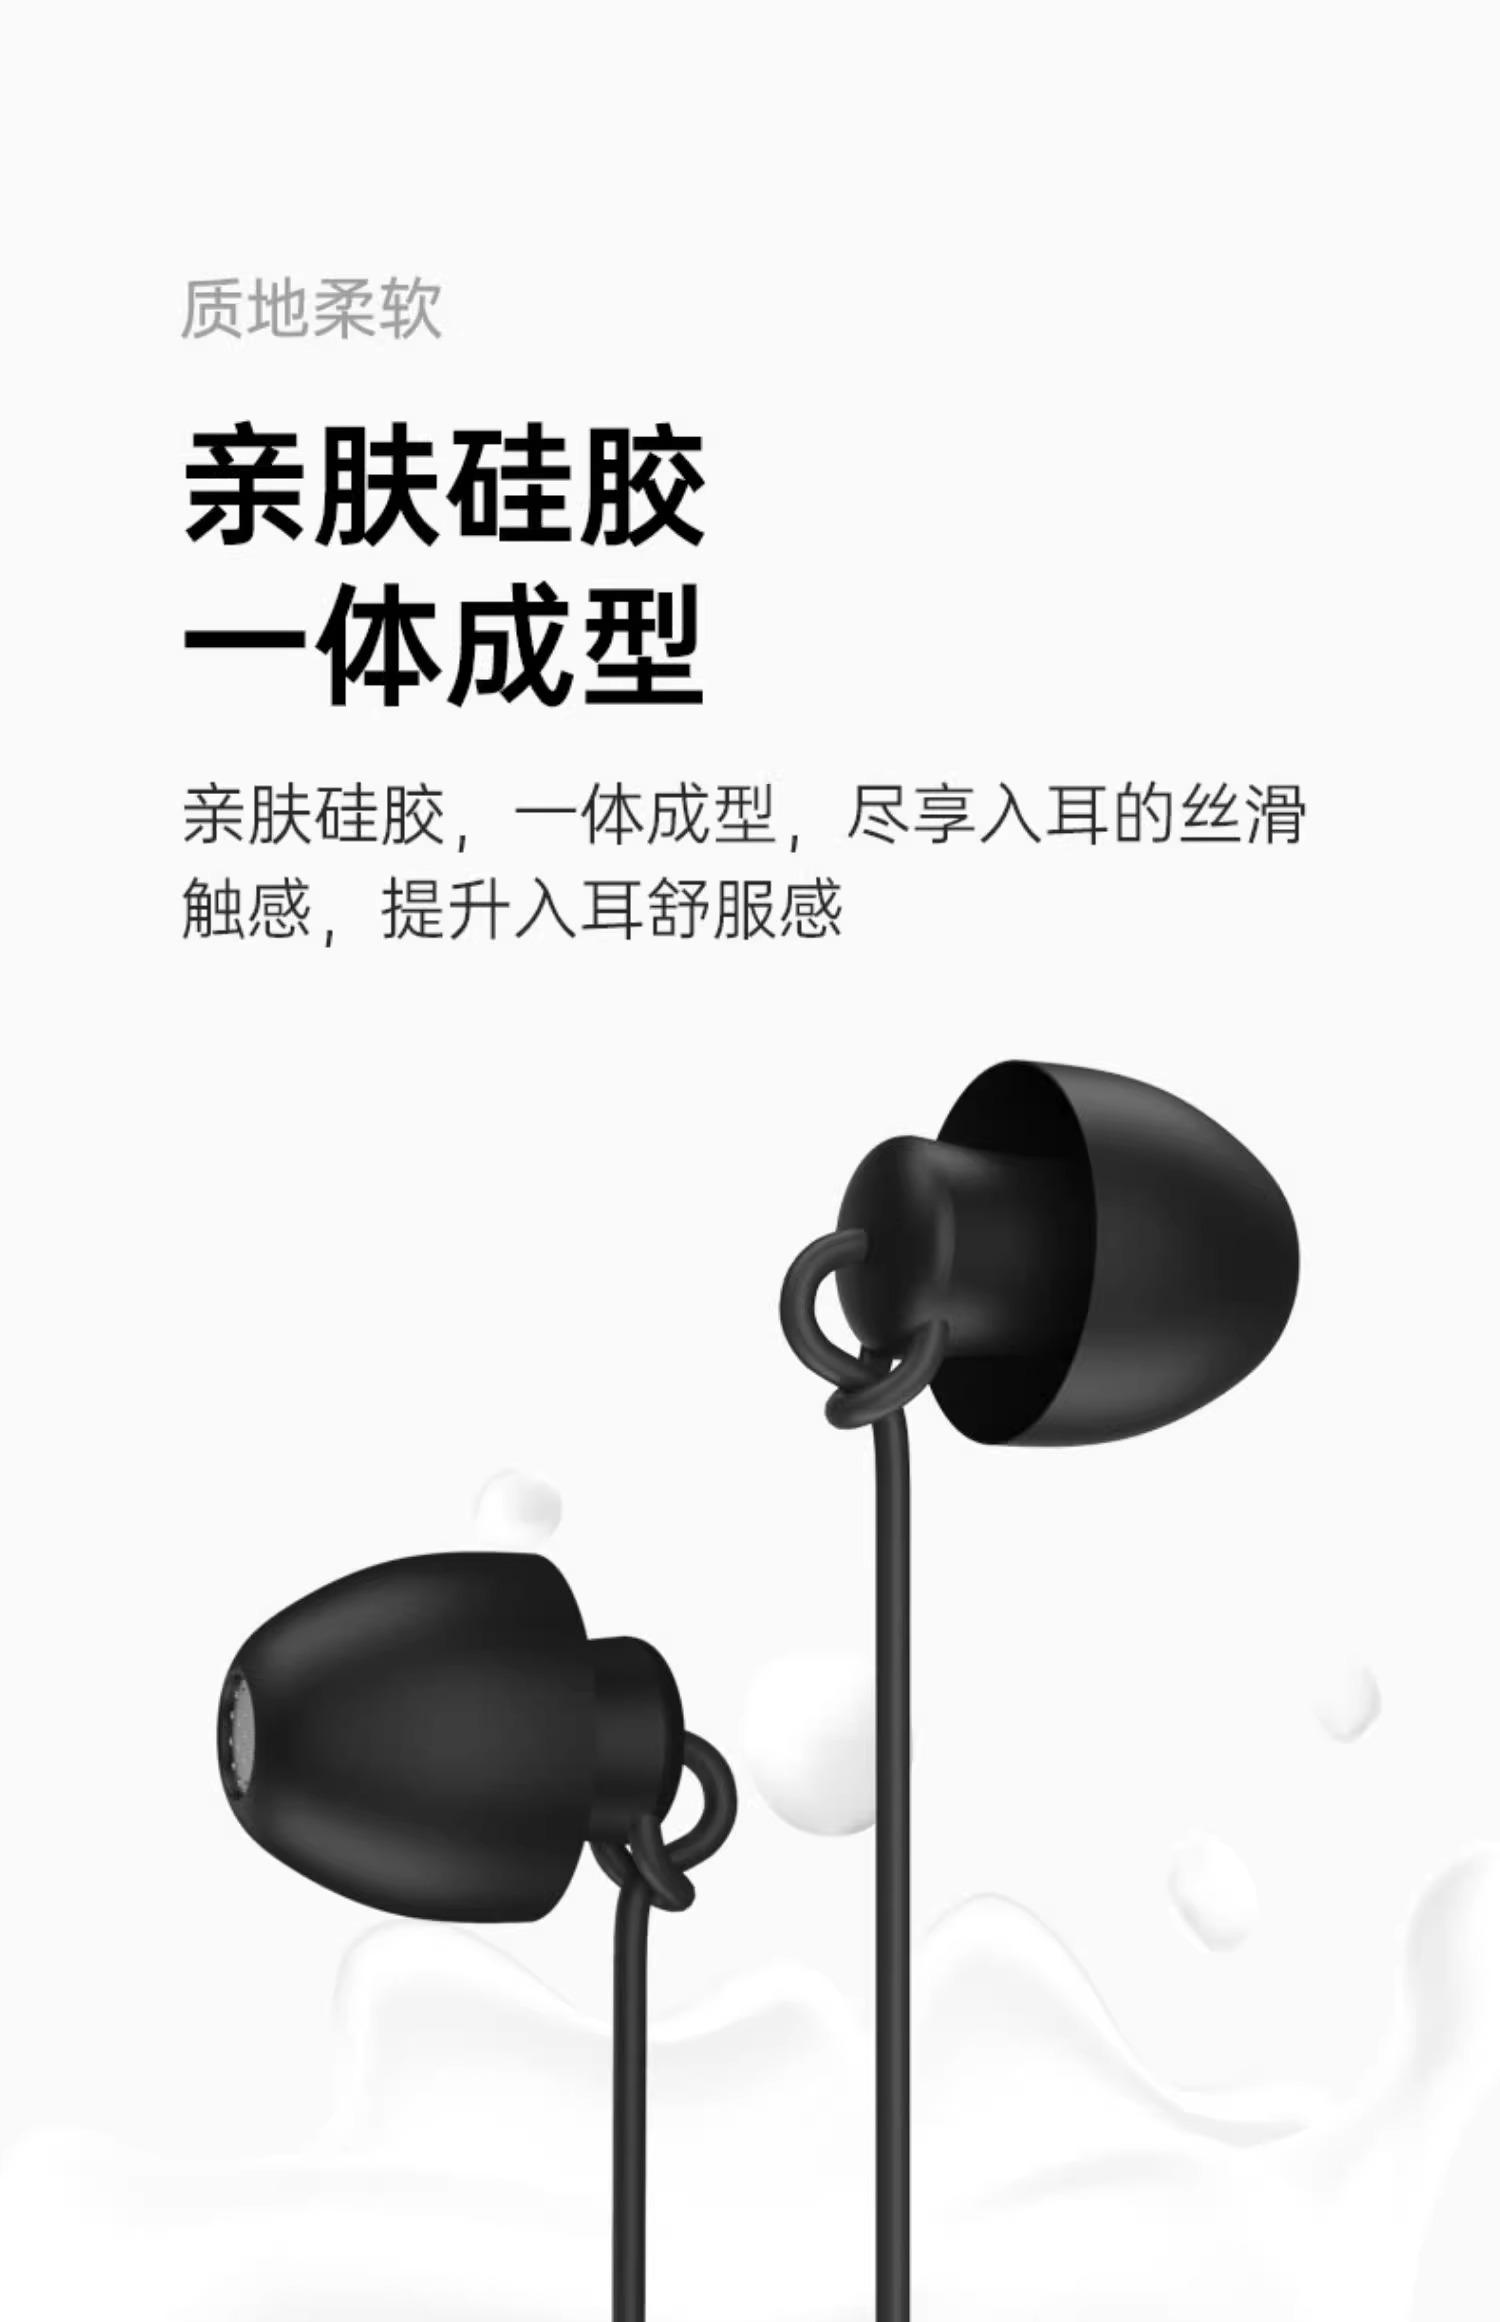 质地柔软
亲肤硅胶
一体成型
亲肤硅胶，一体成型，尽享入耳的丝滑
触感，提升入耳舒服感